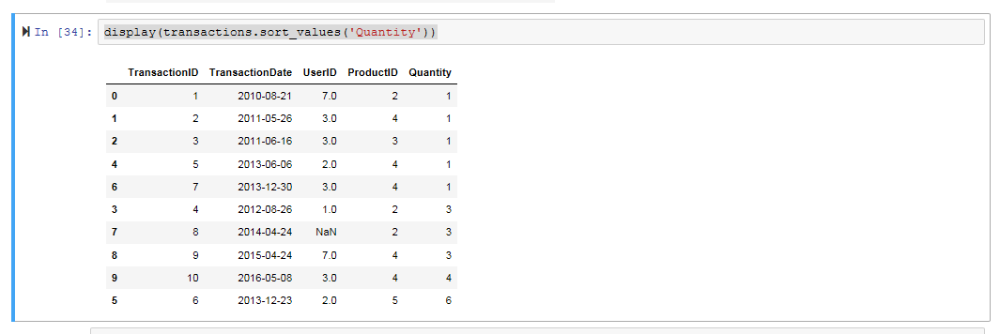 In [34]: display(transactions.sort_values('Quantity'))
TransactionID TransactionDate UserID ProductID Quantity
0 1 2010-08-21 7.0 2 1
1 2 2011-05-26 3.0 4 1
2 3 2011-06-16 3.0 3 1
4 5 2013-06-06 2.0 4 1
6 7 2013-12-30 3.0 4 1
3 4 2012-08-26 1.0 2 3
7 8 2014-04-24 NaN 2 3
8 9 2015-04-24 7.0 4 3
9 10 2016-05-08 3.0 4 4
5 6 2013-12-23 2.0 5 6